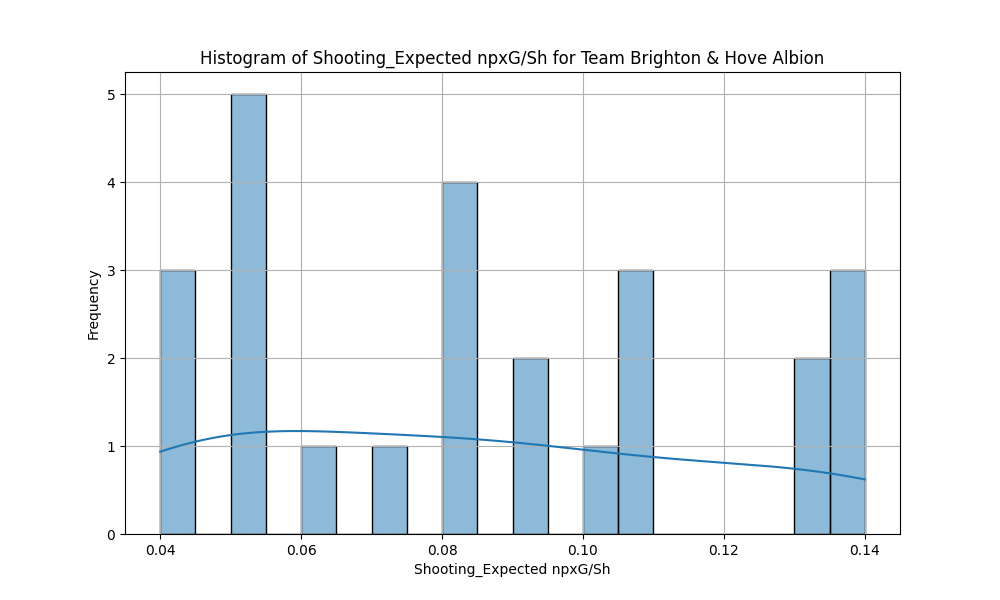 Histogram of Shooting_Expected npxG/Sh for Team Brighton & Hove Albion
5
4
3
2
1
0
Frequency
0.04 0.06 0.08 0.10 0.12 0.14
Shooting_Expected npxG/Sh